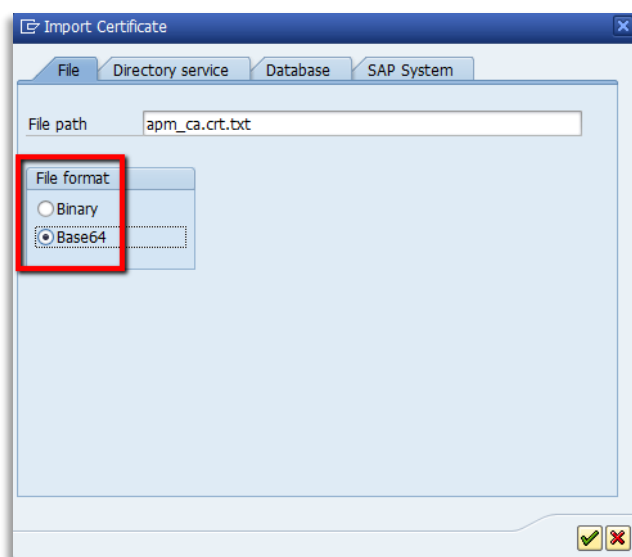 Import Certificate
File Directory service Database SAP System
File path apm_ca.crt.txt
File format
Binary
Base64